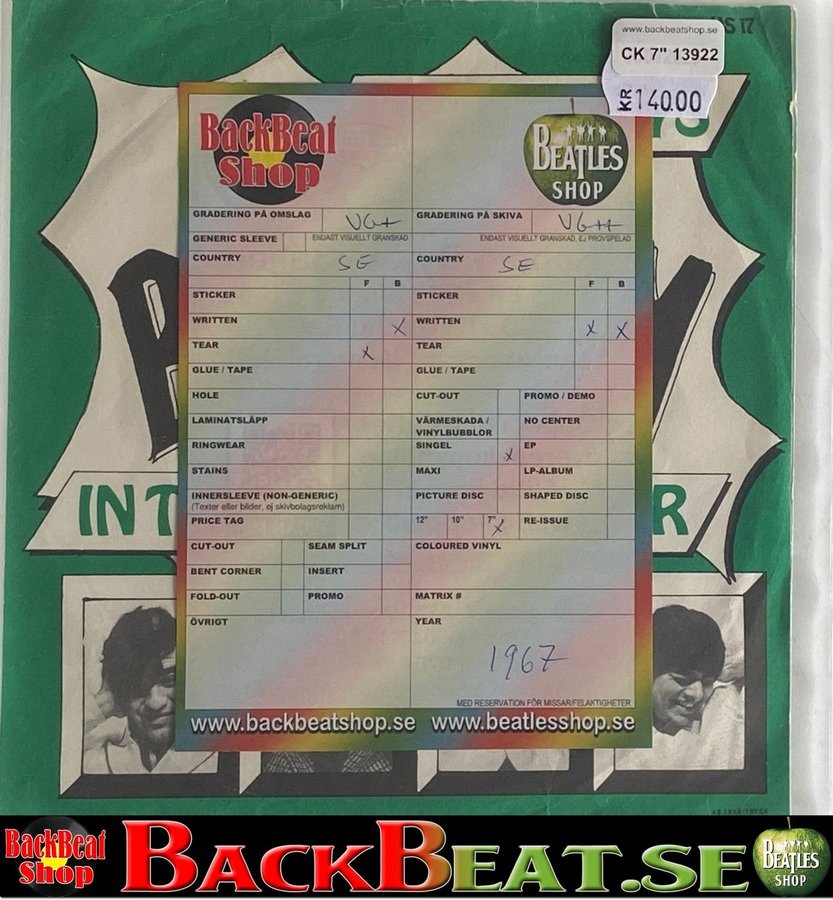 www.backbeatshop.se
CK 7" 13922
KR 140.00
S 17
BackBeat
Shop
BEATLES
SHOP
GRADERING PÅ OMSLAG VG+
GRADERING PÅ SKIVA VG++
GENERIC SLEEVE ENDAST VISUELLT GRANSKAD
ENDAST VISUELLT GRANSKAD, EJ PROVSPELAD
COUNTRY SE
COUNTRY SE
F B
F B
STICKER
STICKER
WRITTEN X
WRITTEN X X
TEAR X
TEAR
GLUE / TAPE
GLUE / TAPE
HOLE
CUT-OUT PROMO / DEMO
LAMINATSLÄPP
VÄRMESKADA / NO CENTER
VINYLBUBBLOR
RINGWEAR
SINGEL X EP
STAINS
MAXI LP-ALBUM
INNERSLEEVE (NON-GENERIC)
(Texter eller bilder, ej skivbolagsreklam)
PICTURE DISC SHAPED DISC
PRICE TAG
12" 10" 7" X RE-ISSUE
CUT-OUT SEAM SPLIT
COLOURED VINYL
BENT CORNER INSERT
FOLD-OUT PROMO
MATRIX #
ÖVRIGT
YEAR
1967
MED RESERVATION FÖR MISSAR/FELAKTIGHETER
www.backbeatshop.se www.beatlesshop.se
IN T
R
BackBeat
Shop
BACKBEAT.SE
BEATLES
SHOP